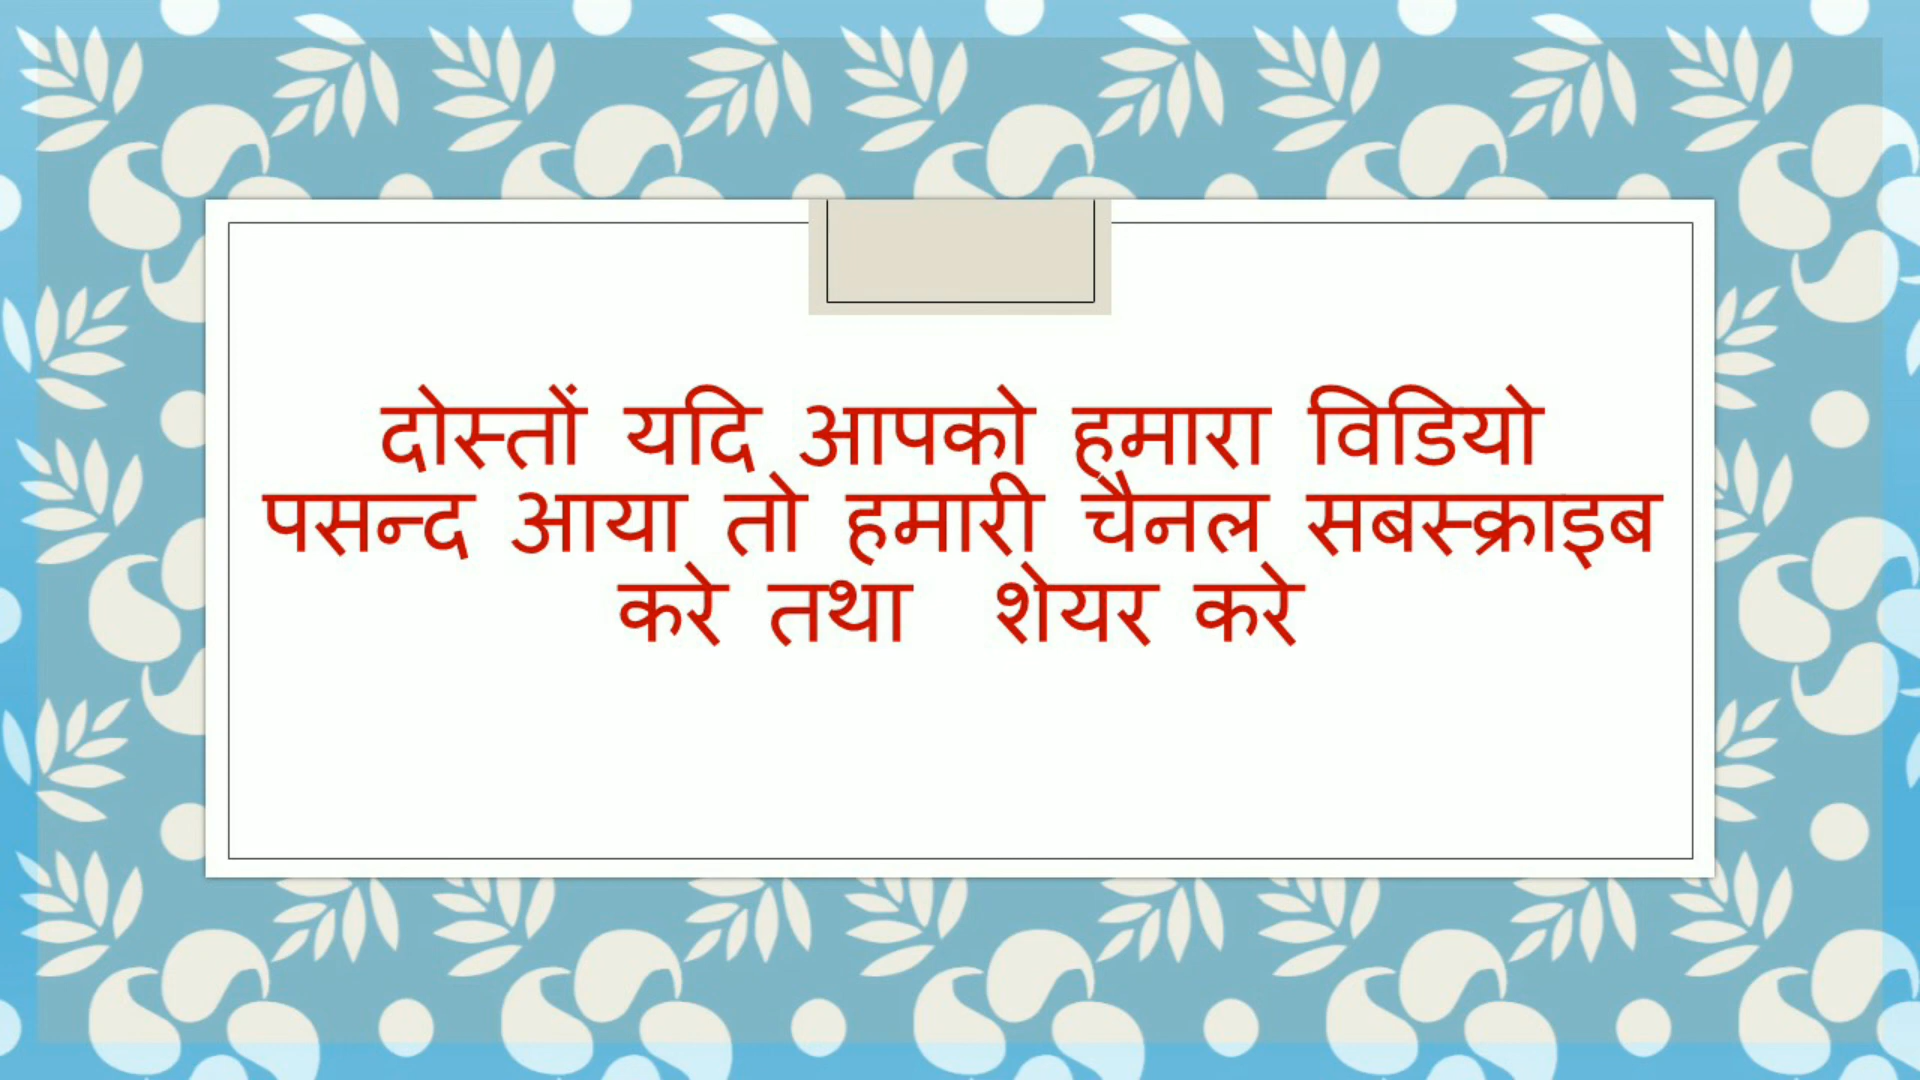 दोस्तों यदि आपको हमारा विडियो
पसन्द आया तो हमारी चैनल सबस्क्राइब
करे तथा शेयर करे